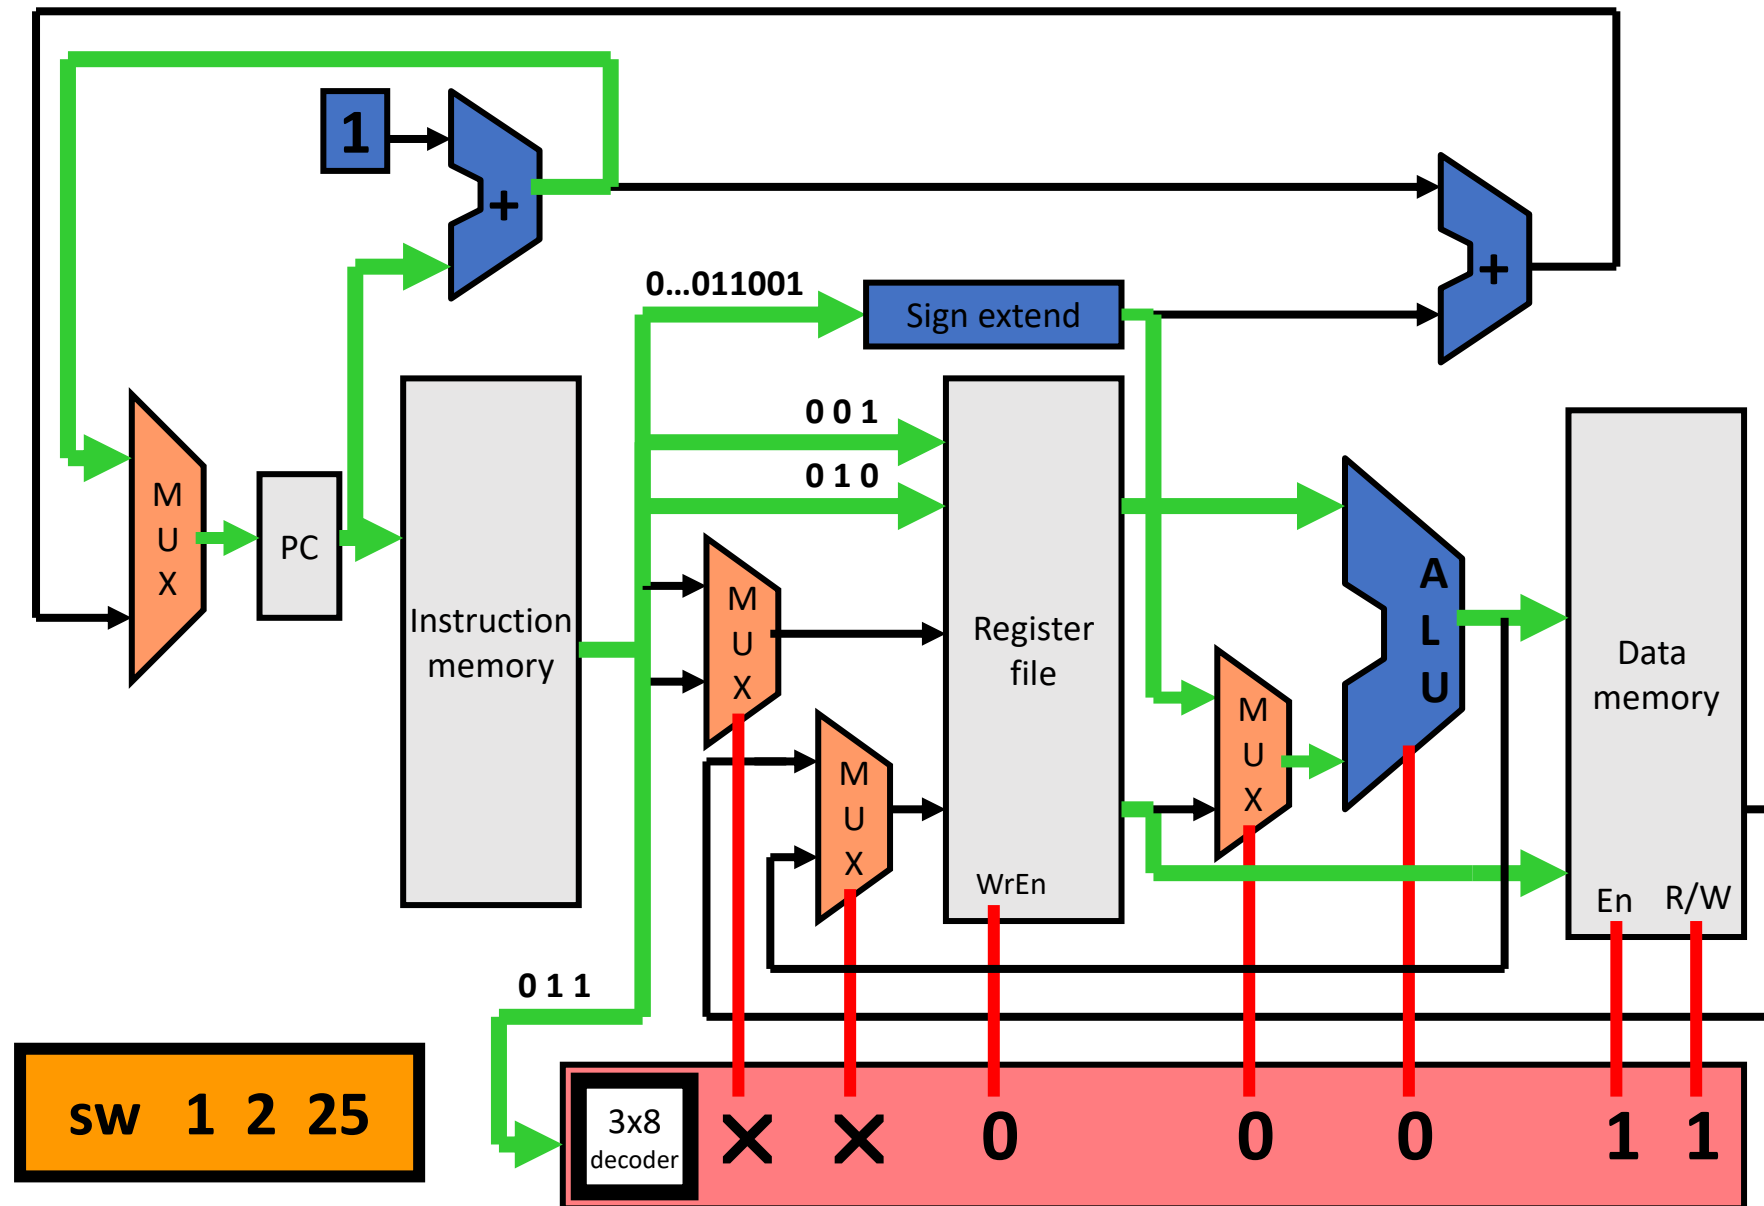 1
+
+
0...011001
Sign extend
0 0 1
0 1 0
M
U
X
PC
Instruction
memory
M
U
X
Register
file
A
L
U
M
U
X
Data
memory
M
U
X
WrEn
En R/W
0 1 1
sw 1 2 25
3x8
decoder
X X 0 0 0 1 1